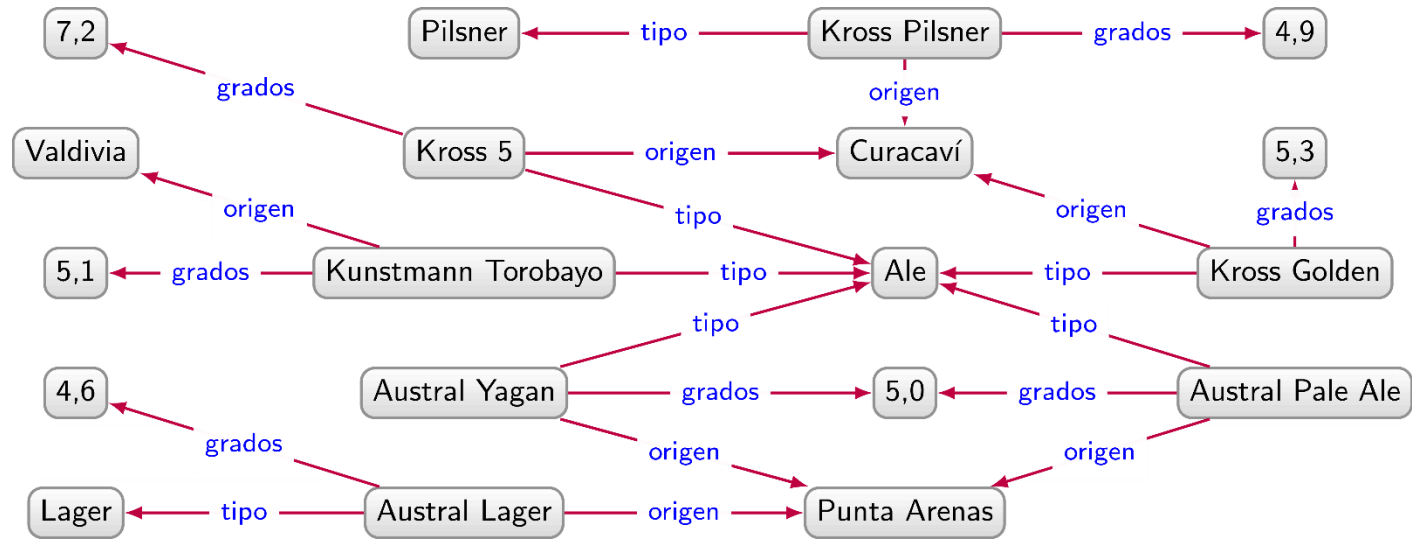 7,2
Pilsner
tipo
Kross Pilsner
grados
4,9
grados
origen
Valdivia
Kross 5
origen
Curacaví
5,3
origen
tipo
origen
grados
5,1
grados
Kunstmann Torobayo
tipo
Ale
tipo
Kross Golden
tipo
tipo
4,6
Austral Yagan
grados
5,0
grados
Austral Pale Ale
grados
origen
origen
Lager
tipo
Austral Lager
origen
Punta Arenas